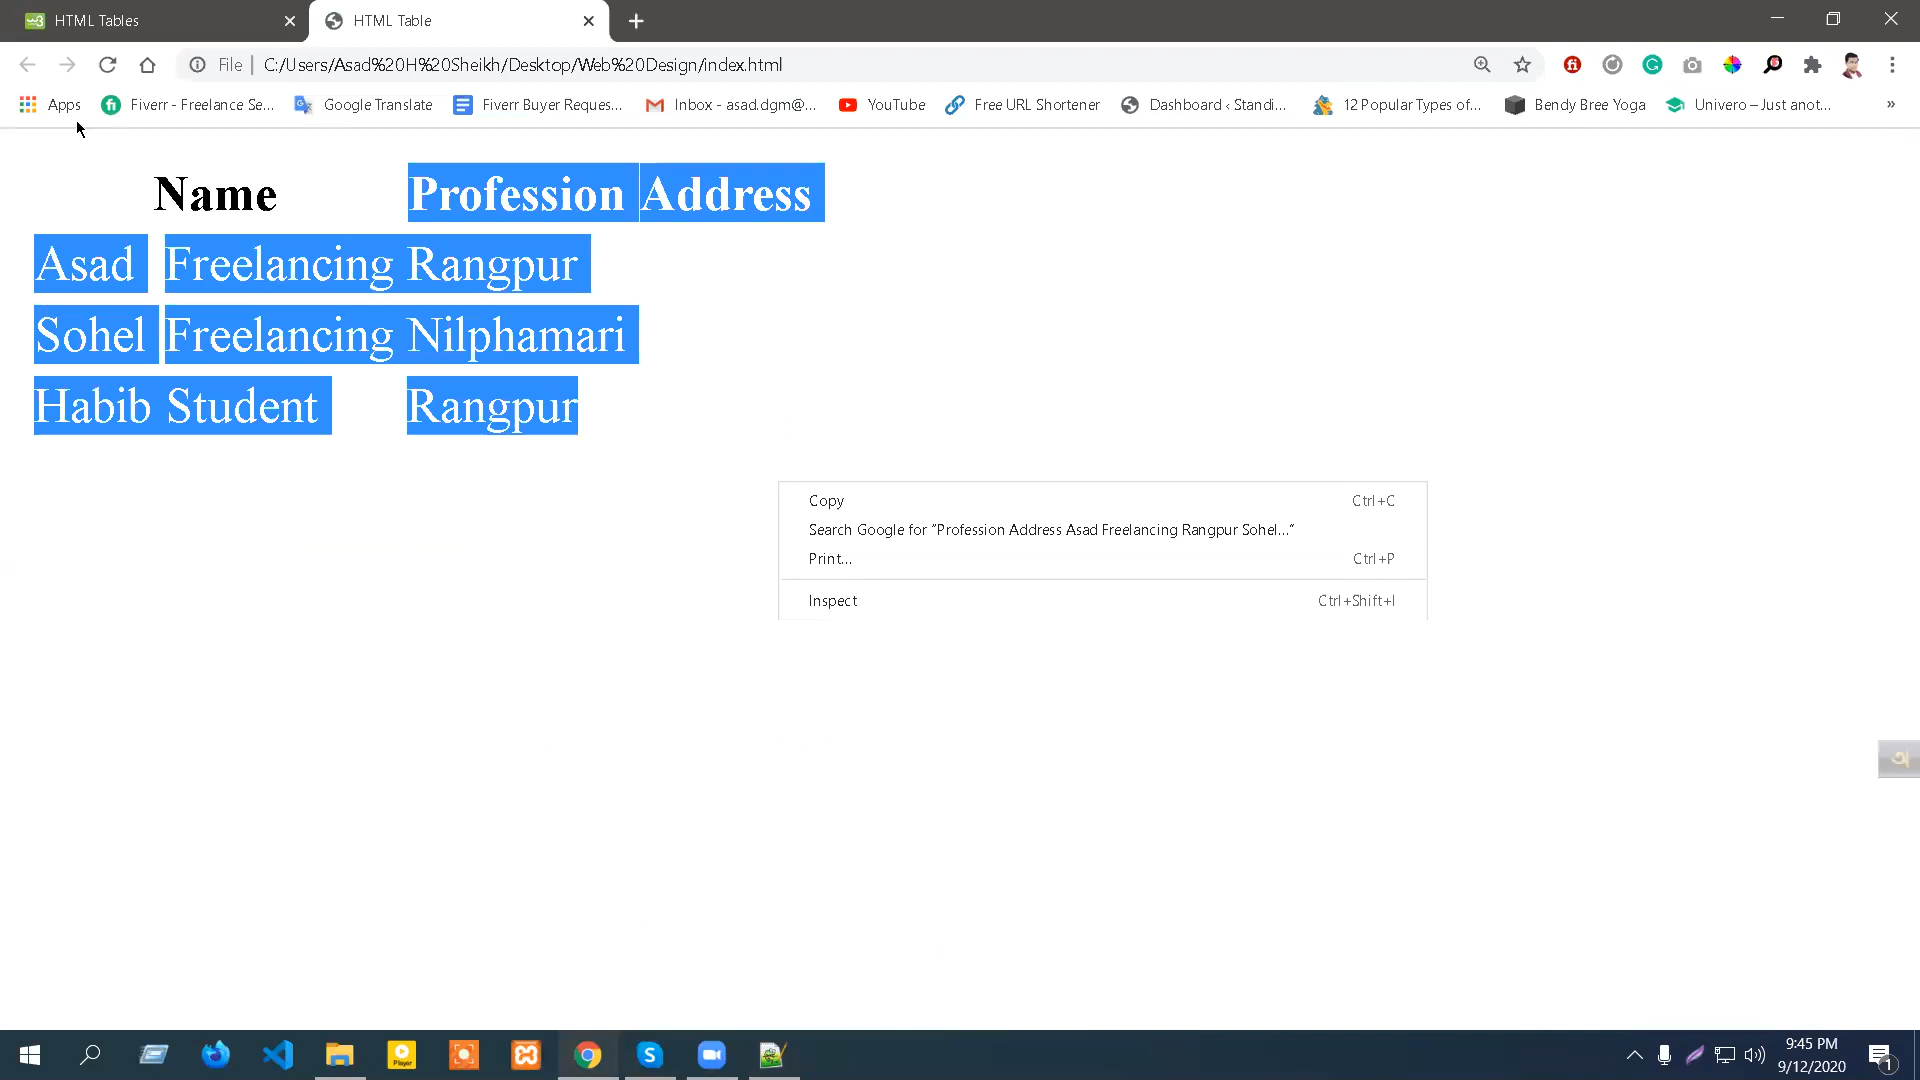 HTML Tables
HTML Table
File
C:/Users/Asad%20H%20Sheikh/Desktop/Web%20Design/index.html
Apps
Fiverr - Freelance Se...
Google Translate
Fiverr Buyer Reques...
Inbox - asad.dgm@...
YouTube
Free URL Shortener
Dashboard ‹ Standi...
12 Popular Types of...
Bendy Bree Yoga
Univero – Just anot...
Name Profession Address
Asad Freelancing Rangpur
Sohel Freelancing Nilphamari
Habib Student Rangpur
Copy Ctrl+C
Search Google for “Profession Address Asad Freelancing Rangpur Sohel...”
Print... Ctrl+P
Inspect Ctrl+Shift+I
অ
Player
9:45 PM
9/12/2020
1